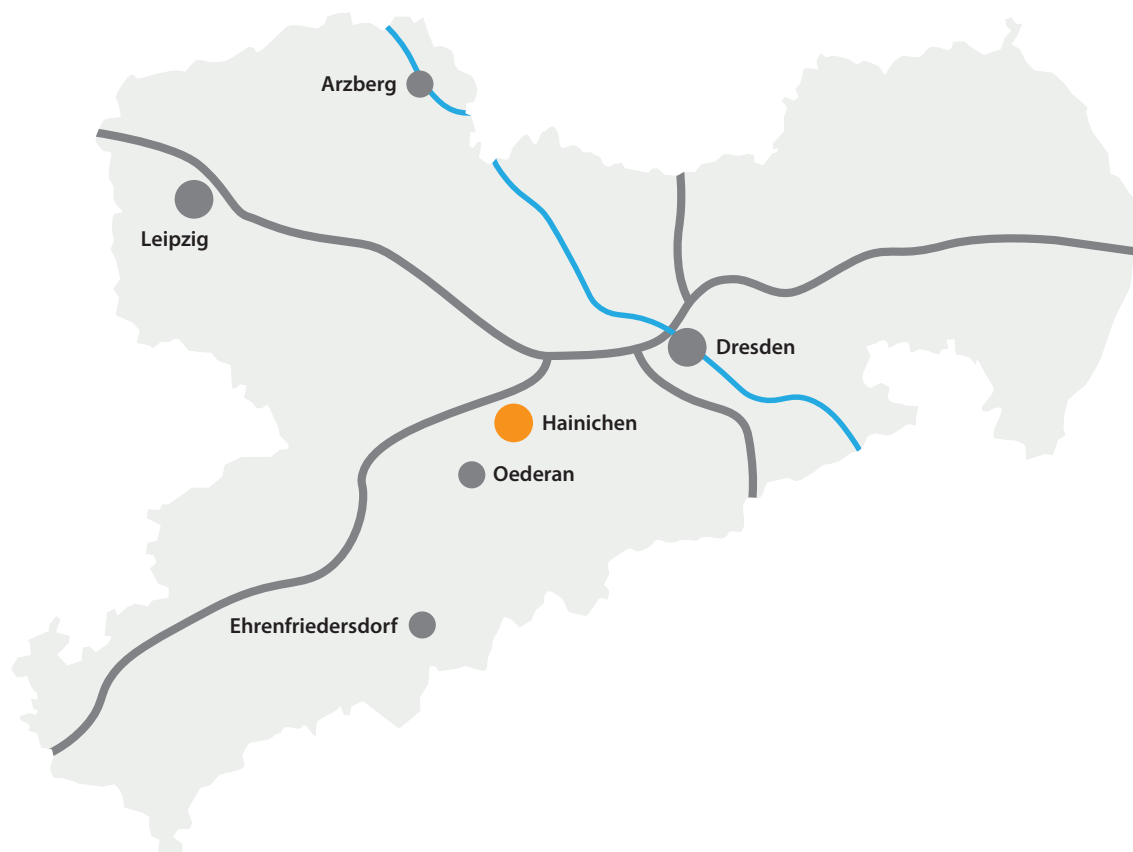 Arzberg
Leipzig
Dresden
Hainichen
Oederan
Ehrenfriedersdorf